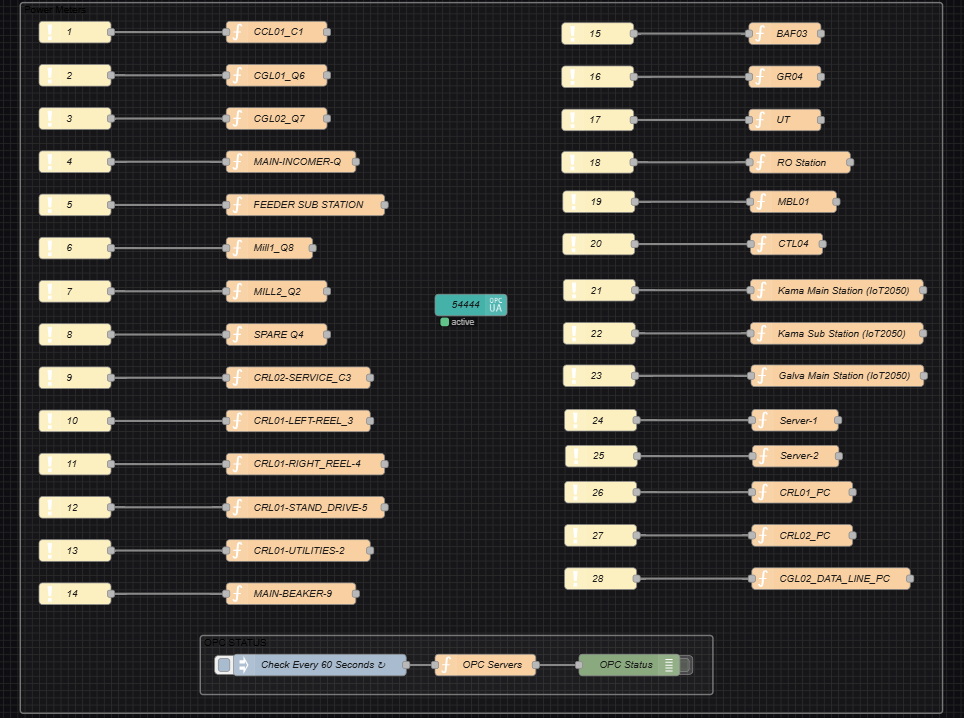 Power Meters
1 CCL01_C1
2 CGL01_Q6
3 CGL02_Q7
4 MAIN-INCOMER-Q
5 FEEDER SUB STATION
6 Mill1_Q8
7 MILL2_Q2
8 SPARE Q4
9 CRL02-SERVICE_C3
10 CRL01-LEFT-REEL_3
11 CRL01-RIGHT_REEL-4
12 CRL01-STAND_DRIVE-5
13 CRL01-UTILITIES-2
14 MAIN-BEAKER-9
54444 OPC UA
active
15 BAF03
16 GR04
17 UT
18 RO Station
19 MBL01
20 CTL04
21 Kama Main Station (IoT2050)
22 Kama Sub Station (IoT2050)
23 Galva Main Station (IoT2050)
24 Server-1
25 Server-2
26 CRL01_PC
27 CRL02_PC
28 CGL02_DATA_LINE_PC
OPC STATUS
Check Every 60 Seconds ↻ OPC Servers OPC Status